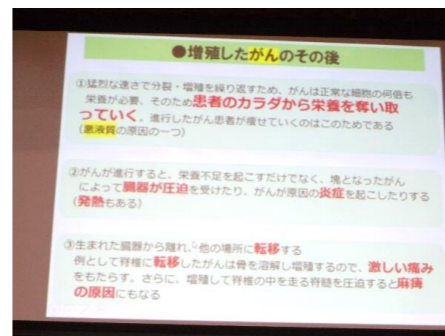 ●増殖したがんのその後
①猛烈な速さで分裂・増殖を繰り返すため、がんは正常な細胞の何倍も
栄養が必要、そのため患者のカラダから栄養を奪い取
っていく。進行したがん患者が痩せていくのはこのためである
(悪液質の原因の一つ)
②がんが進行すると、栄養不足を起こすだけでなく、塊となったがん
によって臓器が圧迫を受けたり、がんが原因の炎症を起こしたりする
(発熱もある)
③生まれた臓器から離れ、他の場所に転移する
例として脊椎に転移したがんは骨を溶解し増殖するので、激しい痛み
をもたらす。さらに、増殖して脊椎の中を走る脊髄を圧迫すると麻痺
の原因にもなる